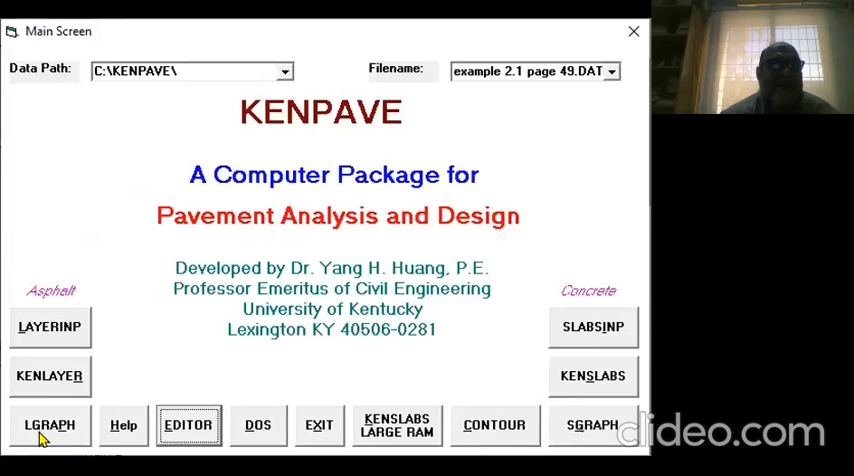 Main Screen
Data Path: C:\KENPAVE\ Filename: example 2.1 page 49.DAT
KENPAVE
A Computer Package for
Pavement Analysis and Design
Developed by Dr. Yang H. Huang, P.E.
Professor Emeritus of Civil Engineering
University of Kentucky
Lexington KY 40506-0281
Asphalt Concrete
LAYERINP SLABSINP
KENLAYER KENSLABS
LGRAPH Help EDITOR DOS EXIT KENSLABS LARGE RAM CONTOUR SGRAPH
clideo.com